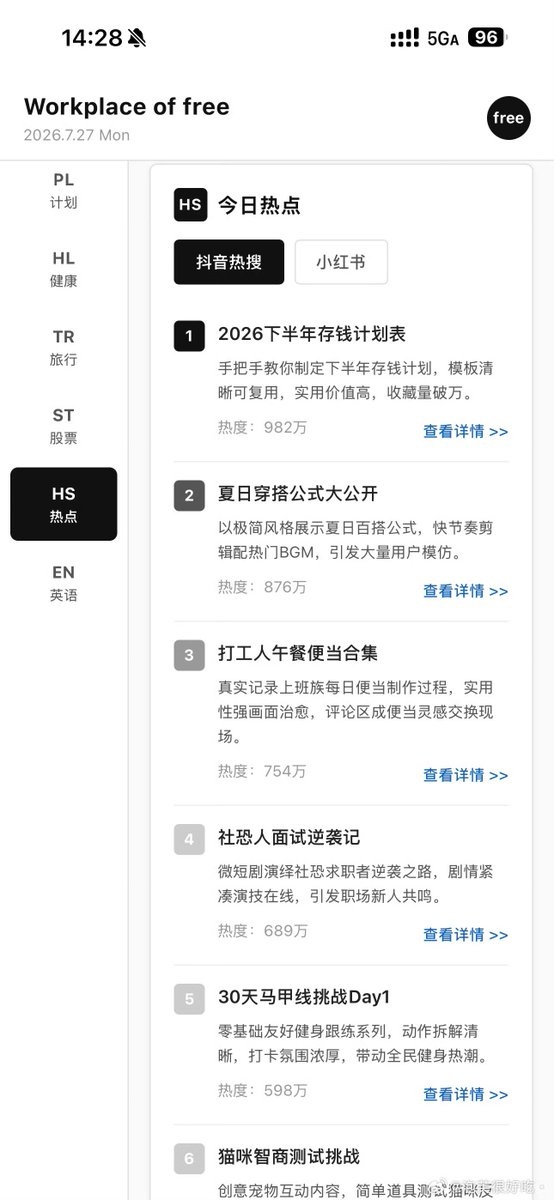 14:28
5GA 96
Workplace of free
2026.7.27 Mon
free
PL
计划
HL
健康
TR
旅行
ST
股票
HS
热点
EN
英语
HS 今日热点
抖音热搜
小红书
1 2026下半年存钱计划表
手把手教你制定下半年存钱计划，模板清
晰可复用，实用价值高，收藏量破万。
热度：982万
查看详情 >>
2 夏日穿搭公式大公开
以极简风格展示夏日百搭公式，快节奏剪
辑配热门BGM，引发大量用户模仿。
热度：876万
查看详情 >>
3 打工人午餐便当合集
真实记录上班族每日便当制作过程，实用
性强画面治愈，评论区成便当灵感交换现
场。
热度：754万
查看详情 >>
4 社恐人面试逆袭记
微短剧演绎社恐求职者逆袭之路，剧情紧
凑演技在线，引发职场新人共鸣。
热度：689万
查看详情 >>
5 30天马甲线挑战Day1
零基础友好健身跟练系列，动作拆解清
晰，打卡氛围浓厚，带动全民健身热潮。
热度：598万
查看详情 >>
6 猫咪智商测试挑战
创意宠物互动内容，简单道具测试猫咪反
很好吃。